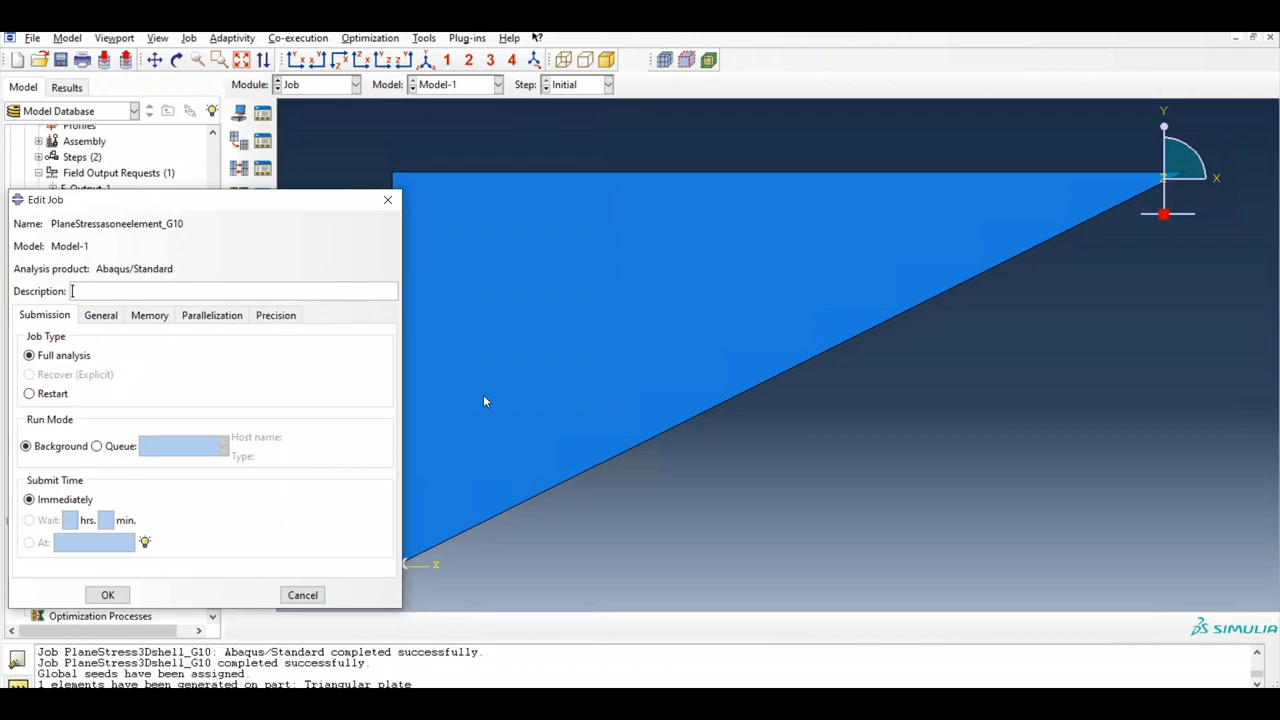 File Model Viewport View Job Adaptivity Co-execution Optimization Tools Plug-ins Help
1 2 3 4
Model Results Module: Job Model: Model-1 Step: Initial
Model Database
Profiles
Assembly
Steps (2)
Field Output Requests (1)
F-Output-1
Y
Z X
Edit Job
Name: PlaneStressasoneelement_G10
Model: Model-1
Analysis product: Abaqus/Standard
Description:
Submission General Memory Parallelization Precision
Job Type
Full analysis
Recover (Explicit)
Restart
Run Mode
Background Queue: Host name:
Type:
Submit Time
Immediately
Wait: hrs. min.
At:
X
OK Cancel
Optimization Processes
SIMULIA
Job PlaneStress3Dshell_G10: Abaqus/Standard completed successfully.
Job PlaneStress3Dshell_G10 completed successfully.
Global seeds have been assigned.
1 elements have been generated on part: Triangular plate